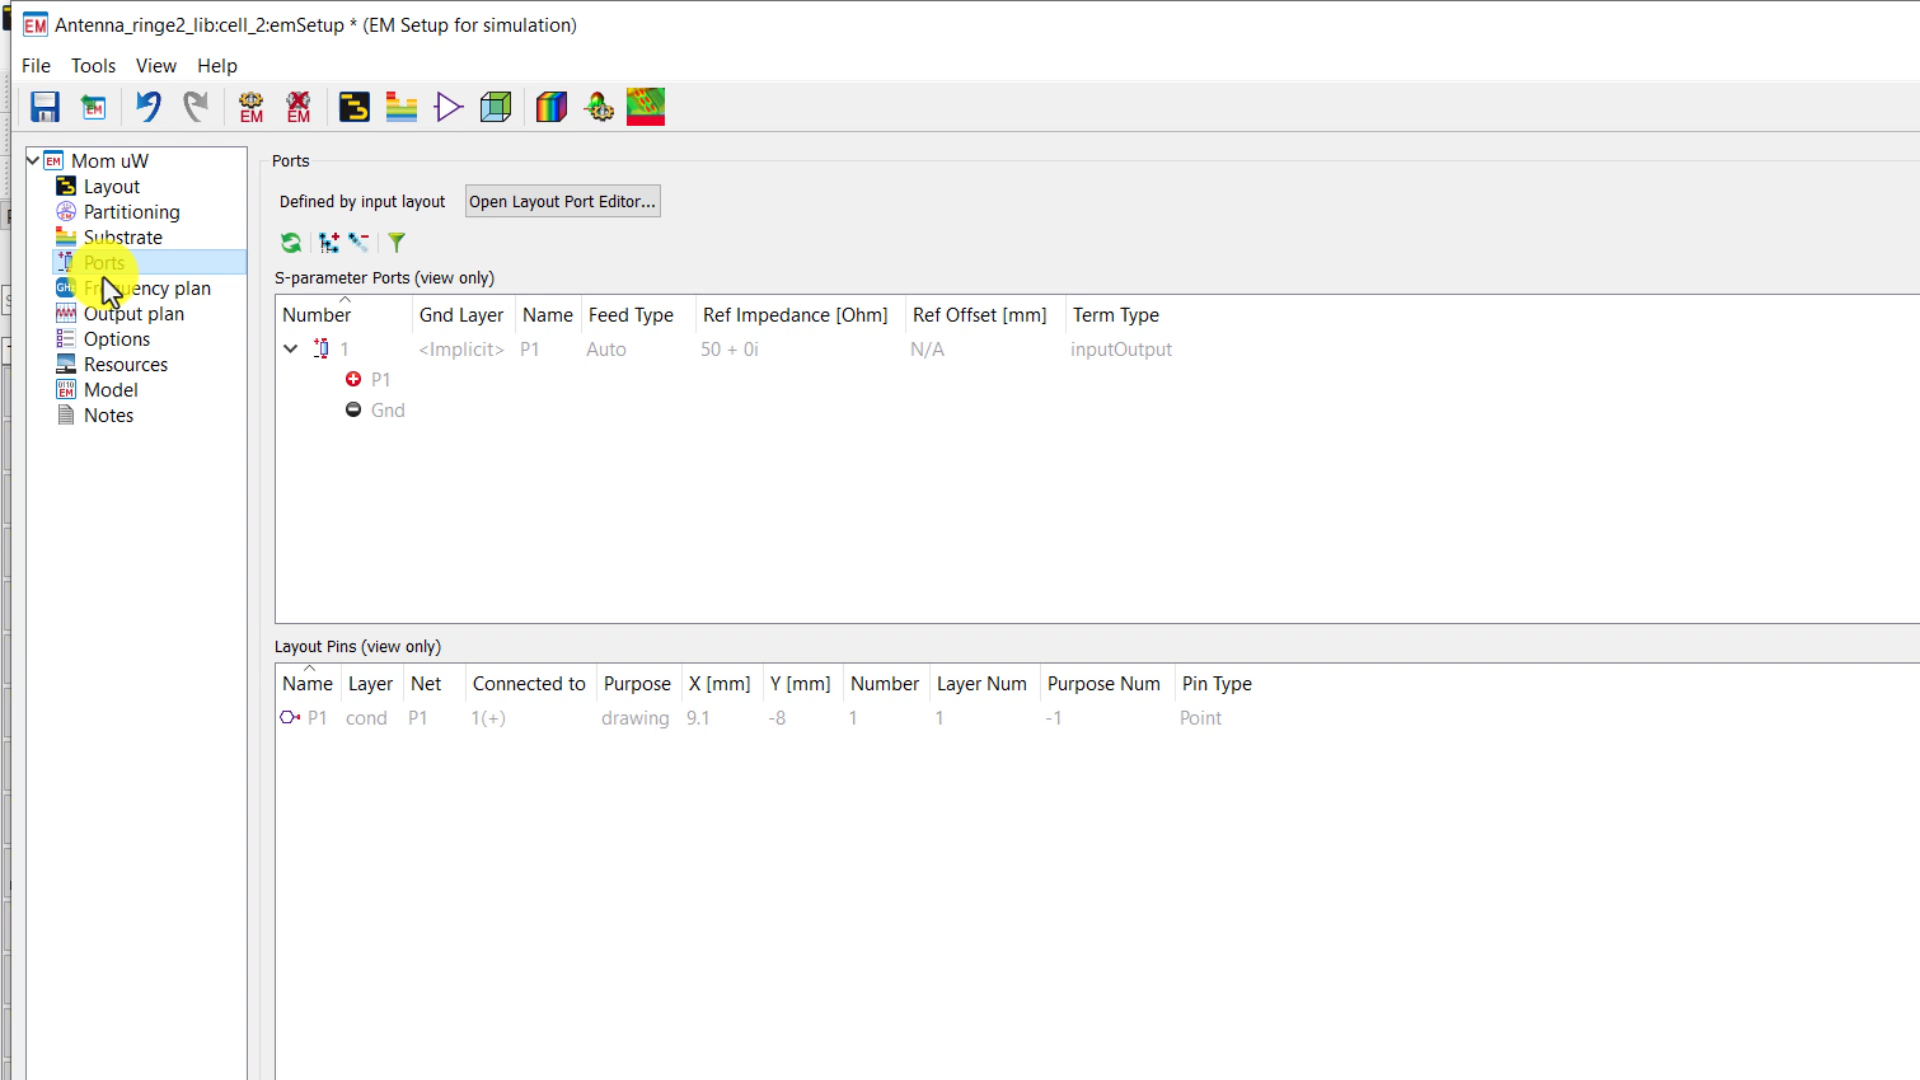 Antenna_ringe2_lib:cell_2:emSetup * (EM Setup for simulation)
File Tools View Help
Mom uW
Layout
Partitioning
Substrate
Ports
Output plan
Options
Resources
Model
Notes
Ports
Defined by input layout Open Layout Port Editor...
S-parameter Ports (view only)
Number Gnd Layer Name Feed Type Ref Impedance [Ohm] Ref Offset [mm] Term Type
1 <Implicit> P1 Auto 50 + 0i N/A inputOutput
P1
Gnd
Layout Pins (view only)
Name Layer Net Connected to Purpose X [mm] Y [mm] Number Layer Num Purpose Num Pin Type
P1 cond P1 1(+) drawing 9.1 -8 1 1 -1 Point